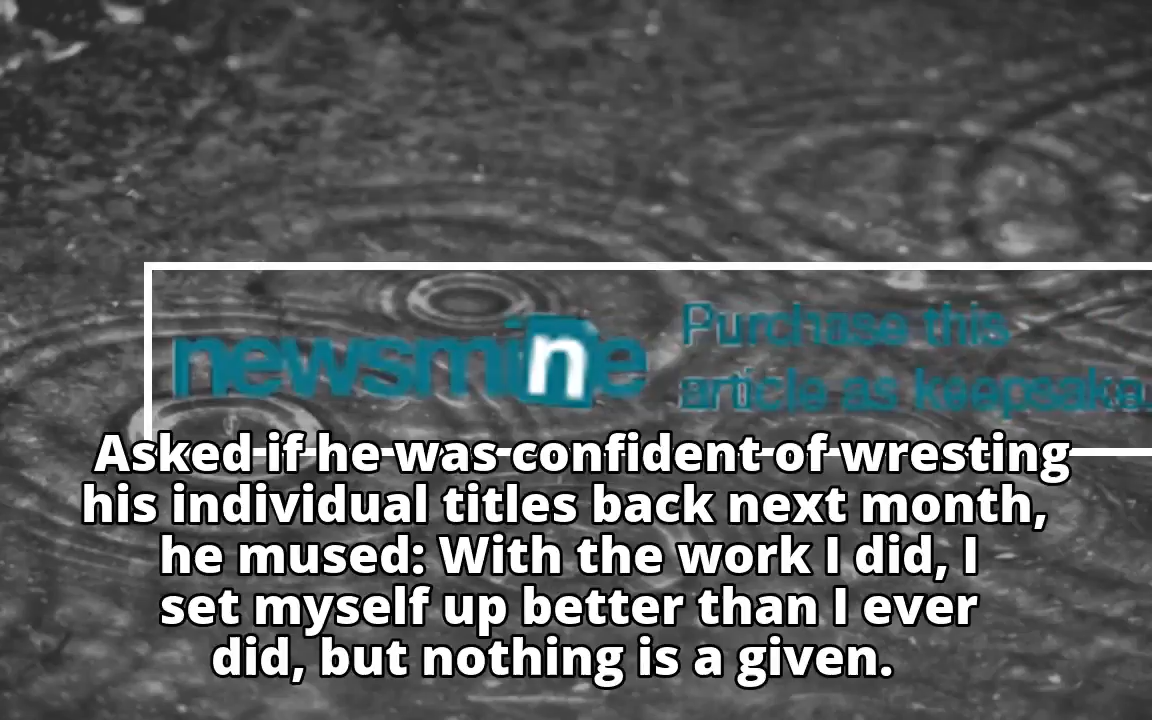 newsmine
Purchase this
article as keepsake
Asked if he was confident of wresting
his individual titles back next month,
he mused: With the work I did, I
set myself up better than I ever
did, but nothing is a given.